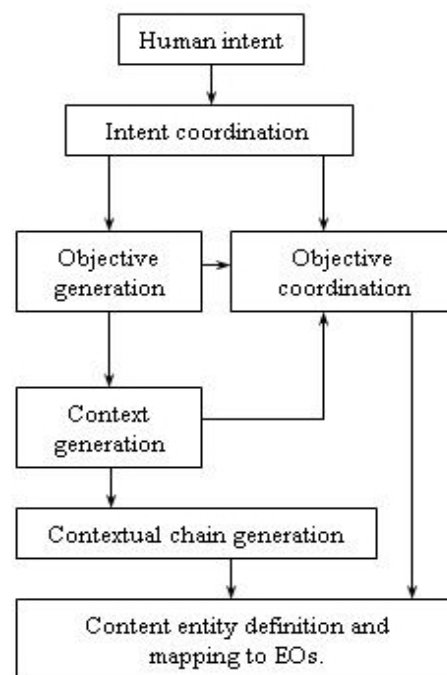 Human intent
Intent coordination
Objective
generation
Objective
coordination
Context
generation
Contextual chain generation
Content entity definition and
mapping to EOs.